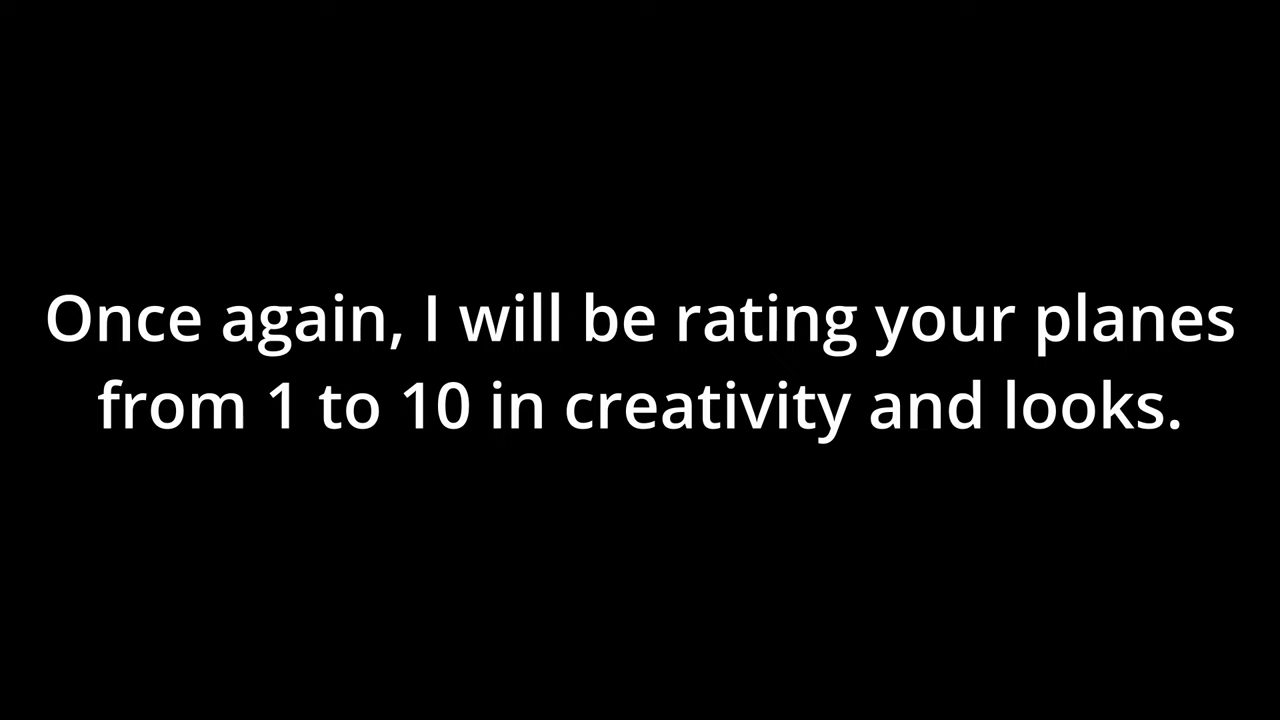 Once again, I will be rating your planes
from 1 to 10 in creativity and looks.